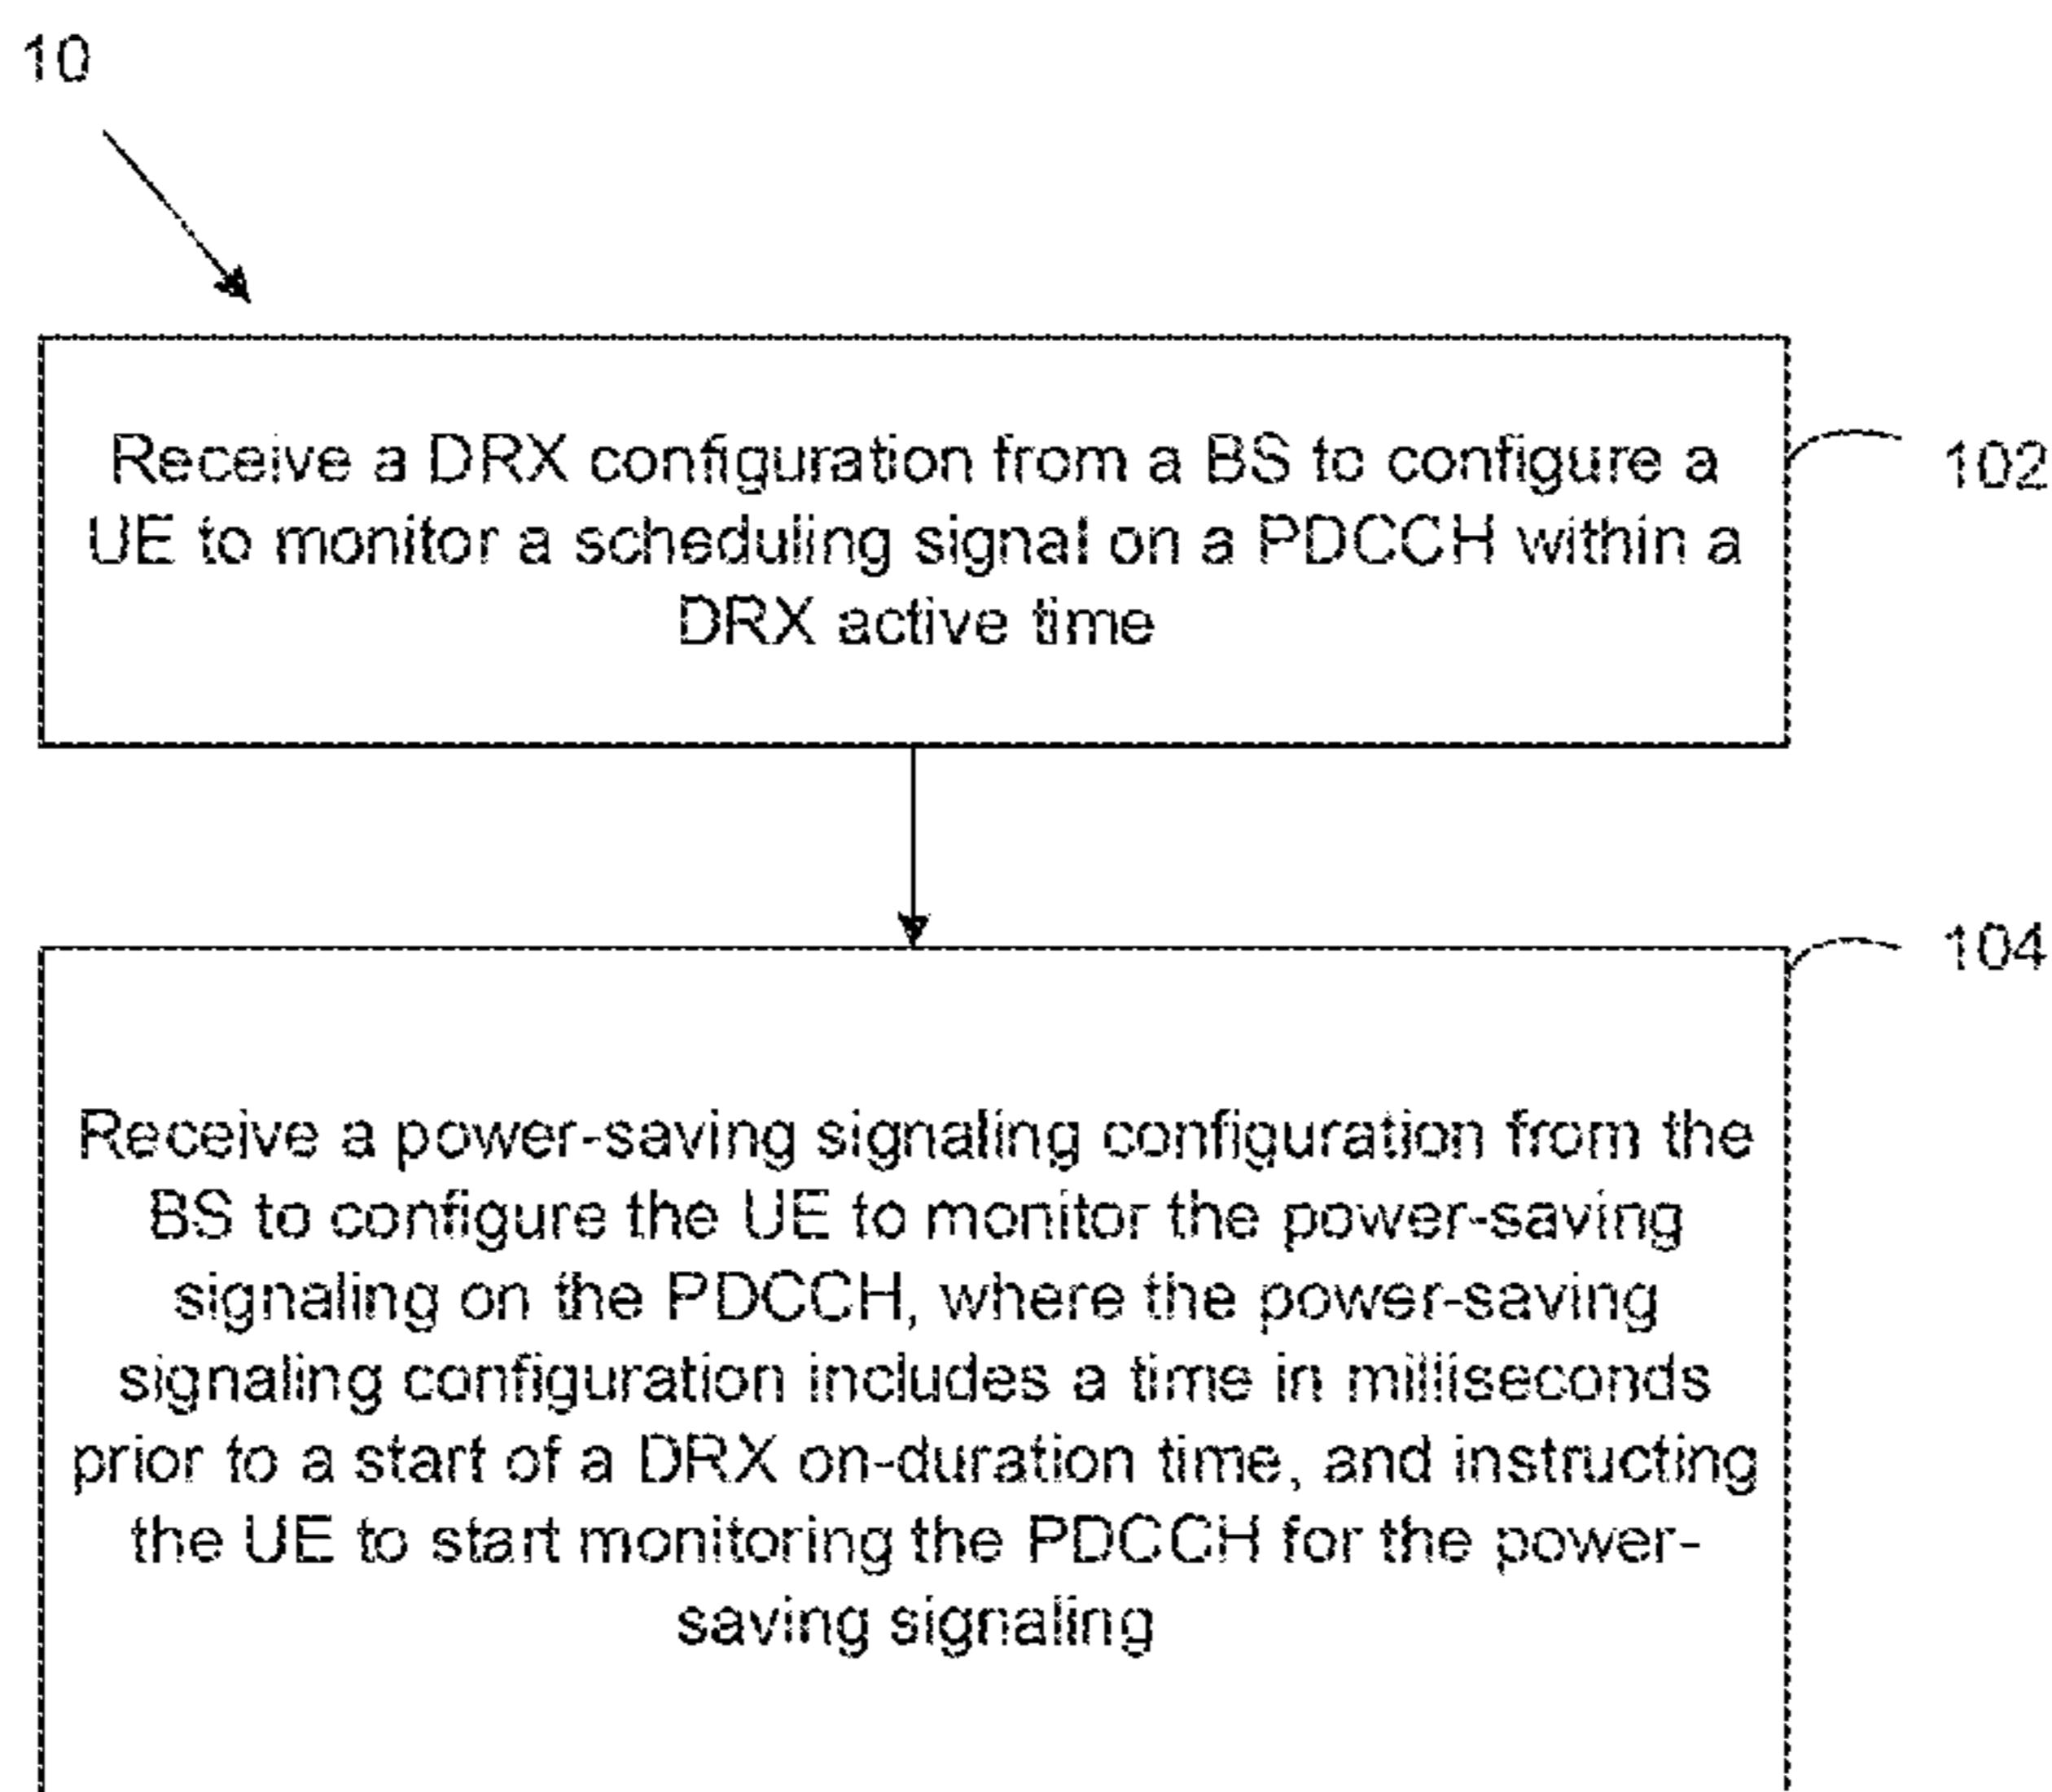 10
Receive a DRX configuration from a BS to configure a
UE to monitor a scheduling signal on a PDCCH within a
DRX active time
102
104
Receive a power-saving signaling configuration from the
BS to configure the UE to monitor the power-saving
signaling on the PDCCH, where the power-saving
signaling configuration includes a time in milliseconds
prior to a start of a DRX on-duration time, and instructing
the UE to start monitoring the PDCCH for the power-
saving signaling